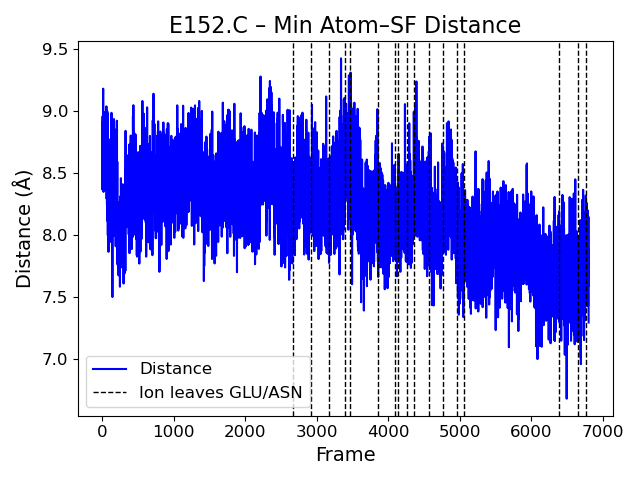 E152.C – Min Atom–SF Distance
Distance (Å)
9.5
9.0
8.5
8.0
7.5
7.0
Distance
Ion leaves GLU/ASN
0 1000 2000 3000 4000 5000 6000 7000
Frame